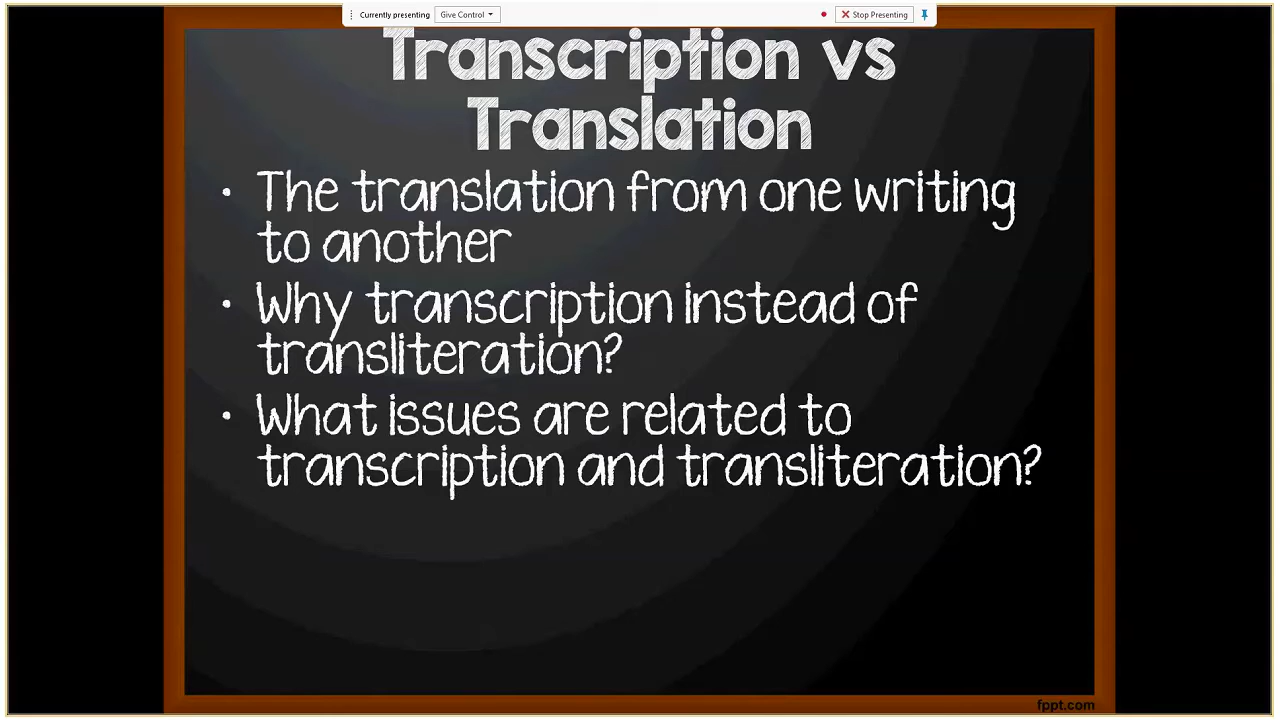 Currently presenting Give Control Stop Presenting
Transcription vs
Translation
• The translation from one writing
to another
• Why transcription instead of
transliteration?
• What issues are related to
transcription and transliteration?
fppt.com